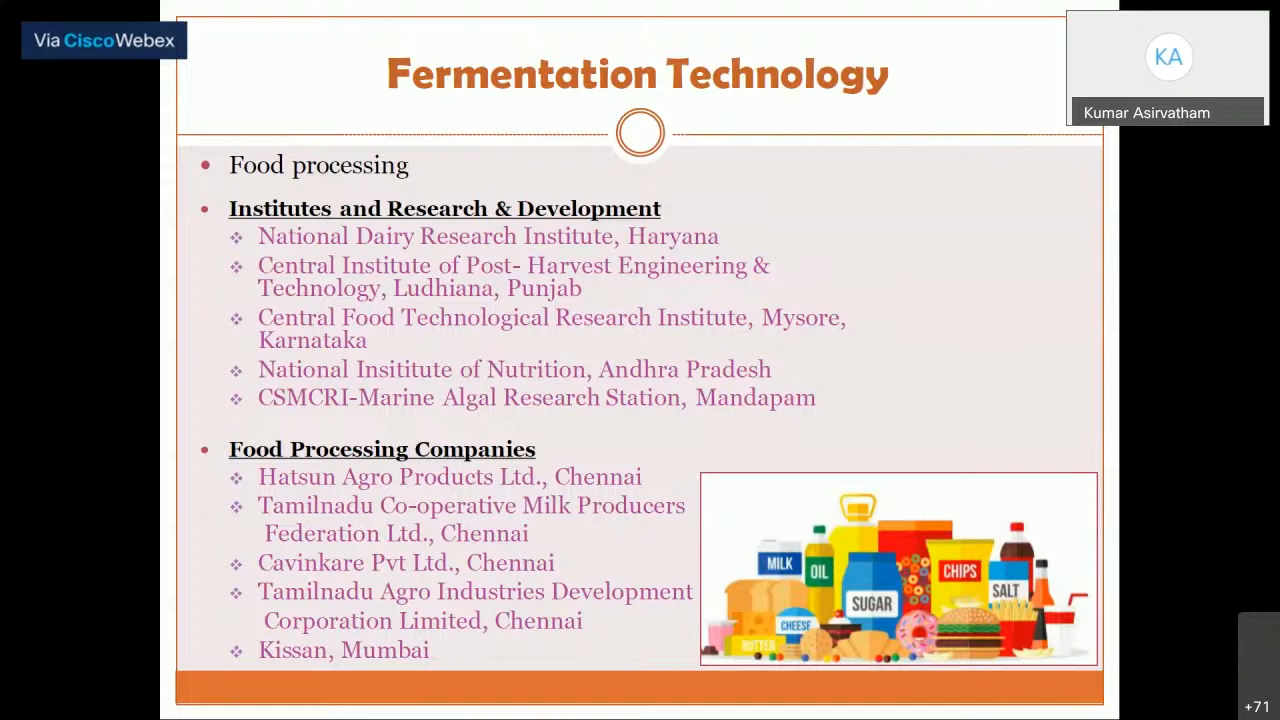 Via Cisco Webex
Fermentation Technology
KA
Kumar Asirvatham
• Food processing
• Institutes and Research & Development
❖ National Dairy Research Institute, Haryana
❖ Central Institute of Post- Harvest Engineering &
Technology, Ludhiana, Punjab
❖ Central Food Technological Research Institute, Mysore,
Karnataka
❖ National Insititute of Nutrition, Andhra Pradesh
❖ CSMCRI-Marine Algal Research Station, Mandapam
• Food Processing Companies
❖ Hatsun Agro Products Ltd., Chennai
❖ Tamilnadu Co-operative Milk Producers
Federation Ltd., Chennai
❖ Cavinkare Pvt Ltd., Chennai
❖ Tamilnadu Agro Industries Development
Corporation Limited, Chennai
❖ Kissan, Mumbai
MILK
OIL
SUGAR
CHIPS
SALT
CHEESE
BUTTER
+71